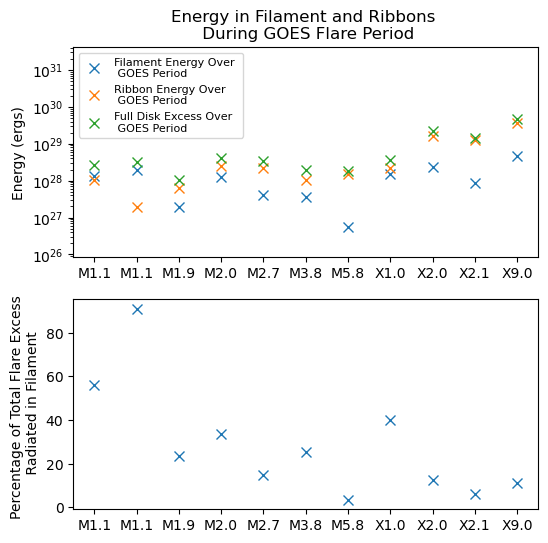 Energy in Filament and Ribbons
During GOES Flare Period
Energy (ergs)
10^31
10^30
10^29
10^28
10^27
10^26
Filament Energy Over
GOES Period
Ribbon Energy Over
GOES Period
Full Disk Excess Over
GOES Period
M1.1 M1.1 M1.9 M2.0 M2.7 M3.8 M5.8 X1.0 X2.0 X2.1 X9.0
Percentage of Total Flare Excess
Radiated in Filament
80
60
40
20
0
M1.1 M1.1 M1.9 M2.0 M2.7 M3.8 M5.8 X1.0 X2.0 X2.1 X9.0